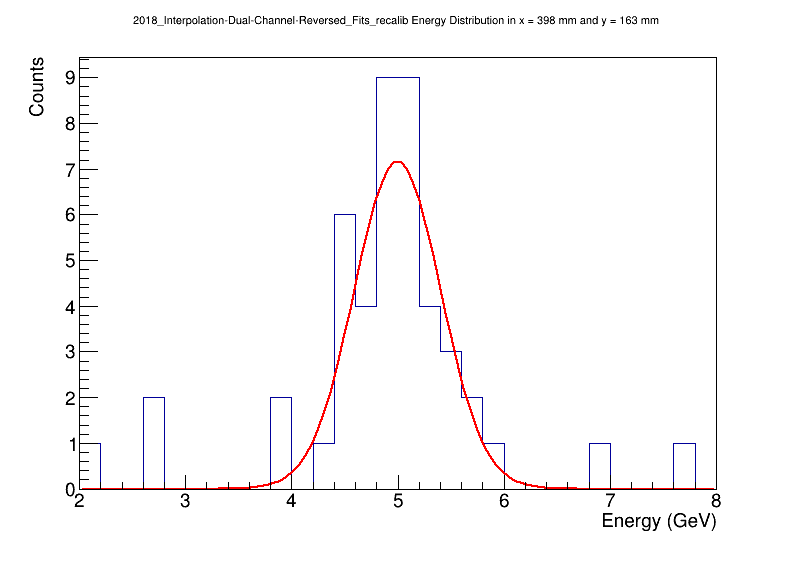 2018_Interpolation-Dual-Channel-Reversed_Fits_recalib Energy Distribution in x = 398 mm and y = 163 mm
Counts
9
8
7
6
5
4
3
2
1
0
2 3 4 5 6 7 8
Energy (GeV)